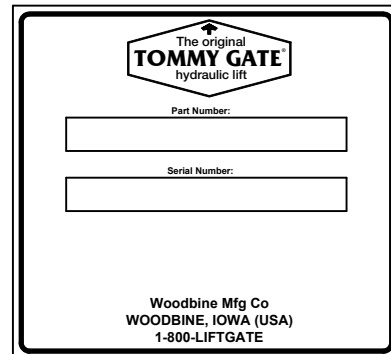 The original
TOMMY GATE®
hydraulic lift
Part Number:
Serial Number:
Woodbine Mfg Co
WOODBINE, IOWA (USA)
1-800-LIFTGATE